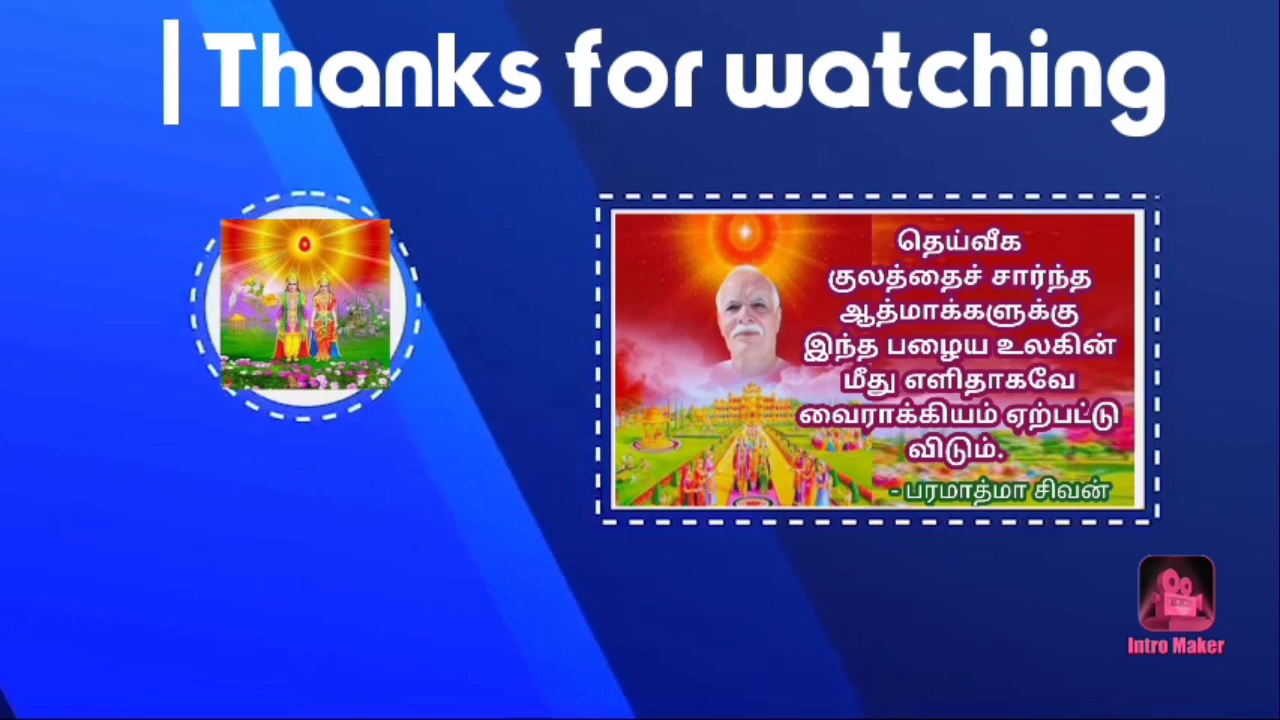 Thanks for watching
தெய்வீக
குலத்தைச் சார்ந்த
ஆத்மாக்களுக்கு
இந்த பழைய உலகின்
மீது எளிதாகவே
வைராக்கியம் ஏற்பட்டு
விடும்.
- பரமாத்மா சிவன்
Intro Maker